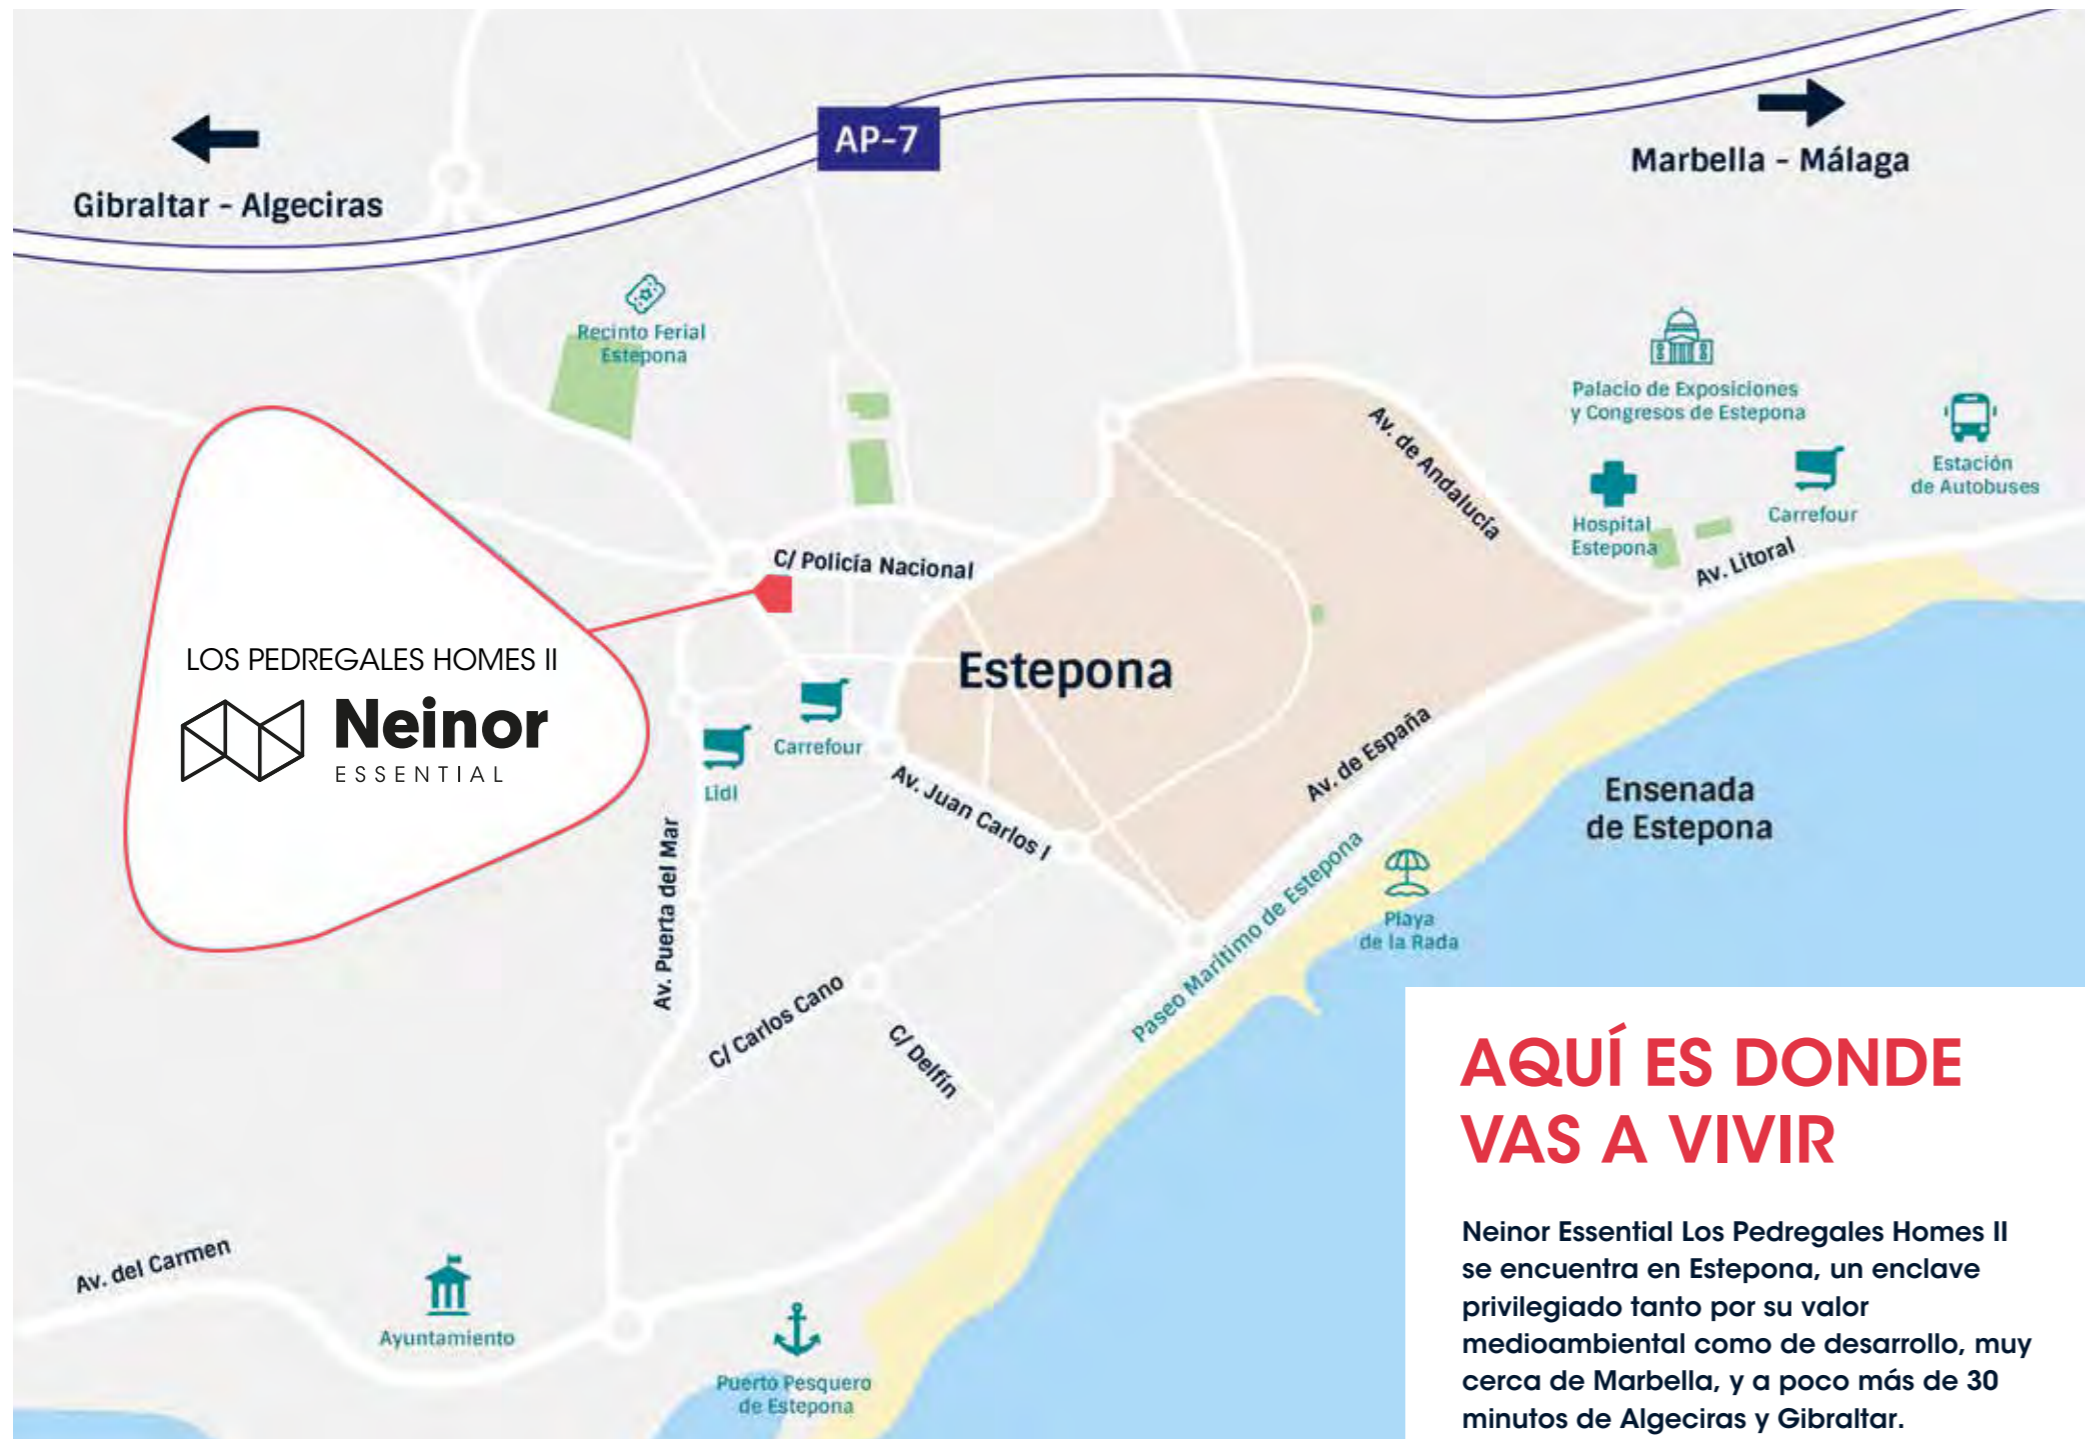 AP-7
Gibraltar - Algeciras
Marbella - Málaga
Recinto Ferial
Estepona
Palacio de Exposiciones
y Congresos de Estepona
Estación
de Autobuses
Hospital
Estepona
Carrefour
Av. de Andalucía
Av. Litoral
C/ Policía Nacional
LOS PEDREGALES HOMES II
Neinor
ESSENTIAL
Estepona
Carrefour
Lidl
Av. Juan Carlos I
Av. de España
Av. Puerta del Mar
Ensenada
de Estepona
Paseo Marítimo de Estepona
Playa
de la Rada
C/ Carlos Cano
C/ Delfín
Av. del Carmen
Ayuntamiento
Puerto Pesquero
de Estepona
AQUÍ ES DONDE
VAS A VIVIR
Neinor Essential Los Pedregales Homes II
se encuentra en Estepona, un enclave
privilegiado tanto por su valor
medioambiental como de desarrollo, muy
cerca de Marbella, y a poco más de 30
minutos de Algeciras y Gibraltar.